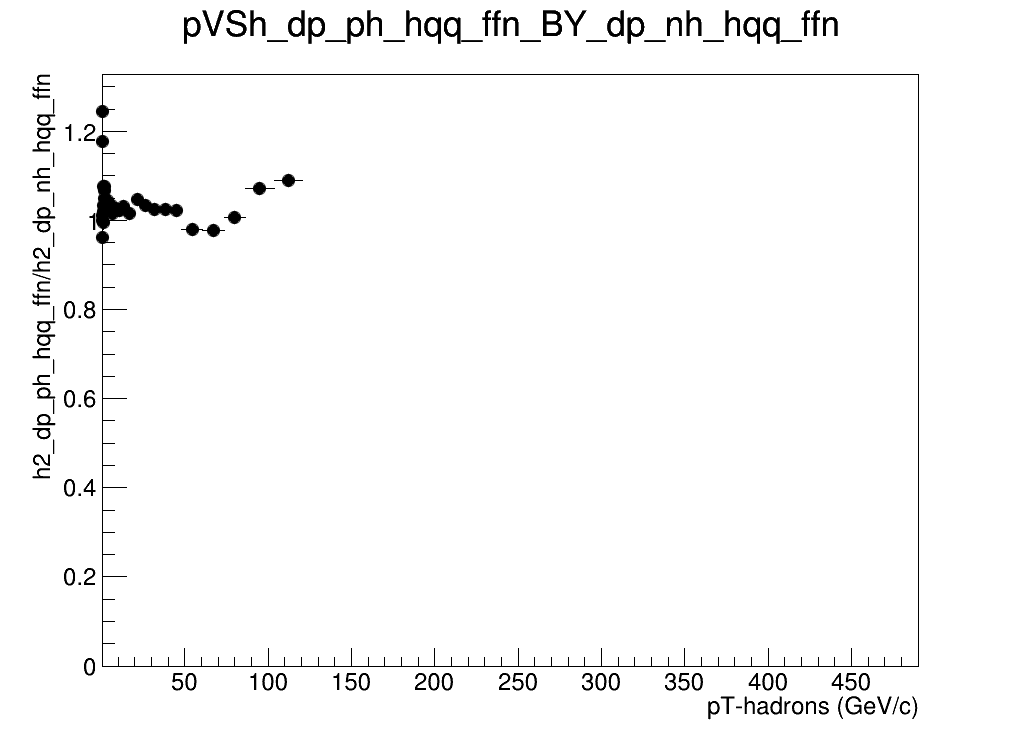 pVSh_dp_ph_hqq_ffn_BY_dp_nh_hqq_ffn
h2_dp_ph_hqq_ffn/h2_dp_nh_hqq_ffn
1.2
1
0.8
0.6
0.4
0.2
0
50 100 150 200 250 300 350 400 450
pT-hadrons (GeV/c)